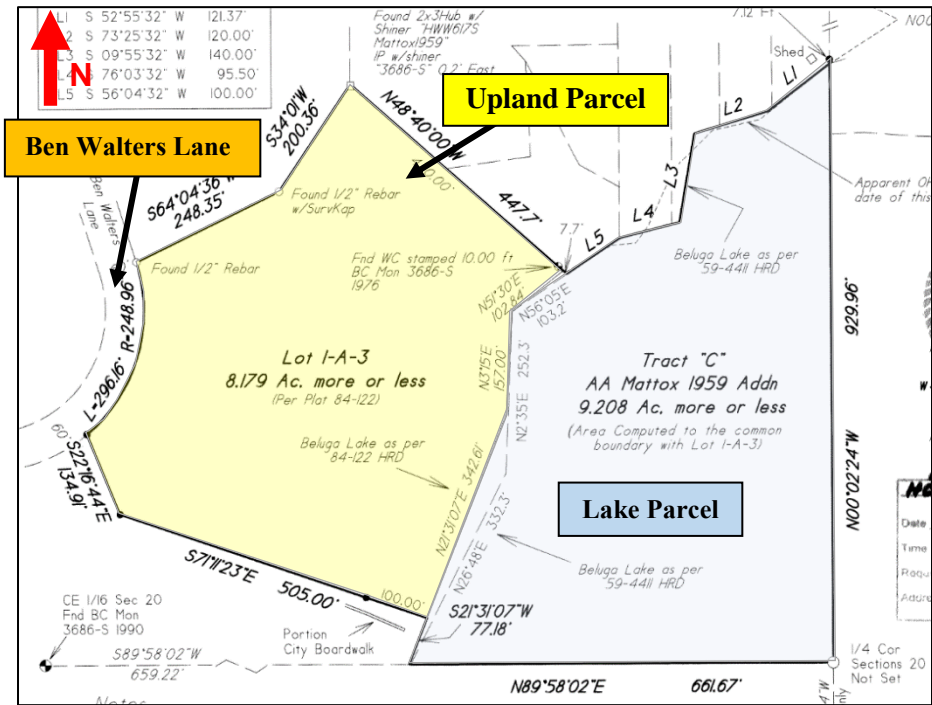 L1 S 52°55'32" W 121.37'
L2 S 73°25'32" W 120.00'
L3 S 09°55'32" W 140.00'
L4 S 76°03'32" W 95.50'
L5 S 56°04'32" W 100.00'
N
Found 2x3Hub w/
Shiner "HWW617S
Mattox1959"
IP w/shiner
"3686-S" 0.2' East
7.12 Ft
Shed
Upland Parcel
Ben Walters Lane
S34°01'W
200.36'
N48°40'00"W
447.7'
S64°04'36"W
248.35'
Found 1/2" Rebar
w/SurvKap
Ben Walters
Lane
Found 1/2" Rebar
L1
L2
L3
L4
L5
7.7'
Fnd WC stamped 10.00 ft
BC Mon 3686-S
1976
Apparent
date of this
Beluga Lake as per
59-4411 HRD
N51°30'E
102.84'
N56°05'E
103.2'
R=248.96'
L=296.16'
Lot 1-A-3
8.179 Ac. more or less
(Per Plat 84-122)
N3°15'E
157.00'
N2°35'E 252.3'
Tract "C"
AA Mattox 1959 Addn
9.208 Ac. more or less
(Area Computed to the common
boundary with Lot 1-A-3)
929.96'
N00°02'24"W
60'
S22°16'44"E
134.91'
Beluga Lake as per
84-122 HRD
N21°31'07"E 342.61'
N26°48'E 332.3'
Lake Parcel
Date
Time
Beluga Lake as per
59-4411 HRD
S71°11'23"E
505.00'
100.00'
S21°31'07"W
77.18'
CE 1/16 Sec 20
Fnd BC Mon
3686-S 1990
Portion
City Boardwalk
S89°58'02"W
659.22'
1/4 Cor
Sections 20
Not Set
N89°58'02"E 661.67'
Notes